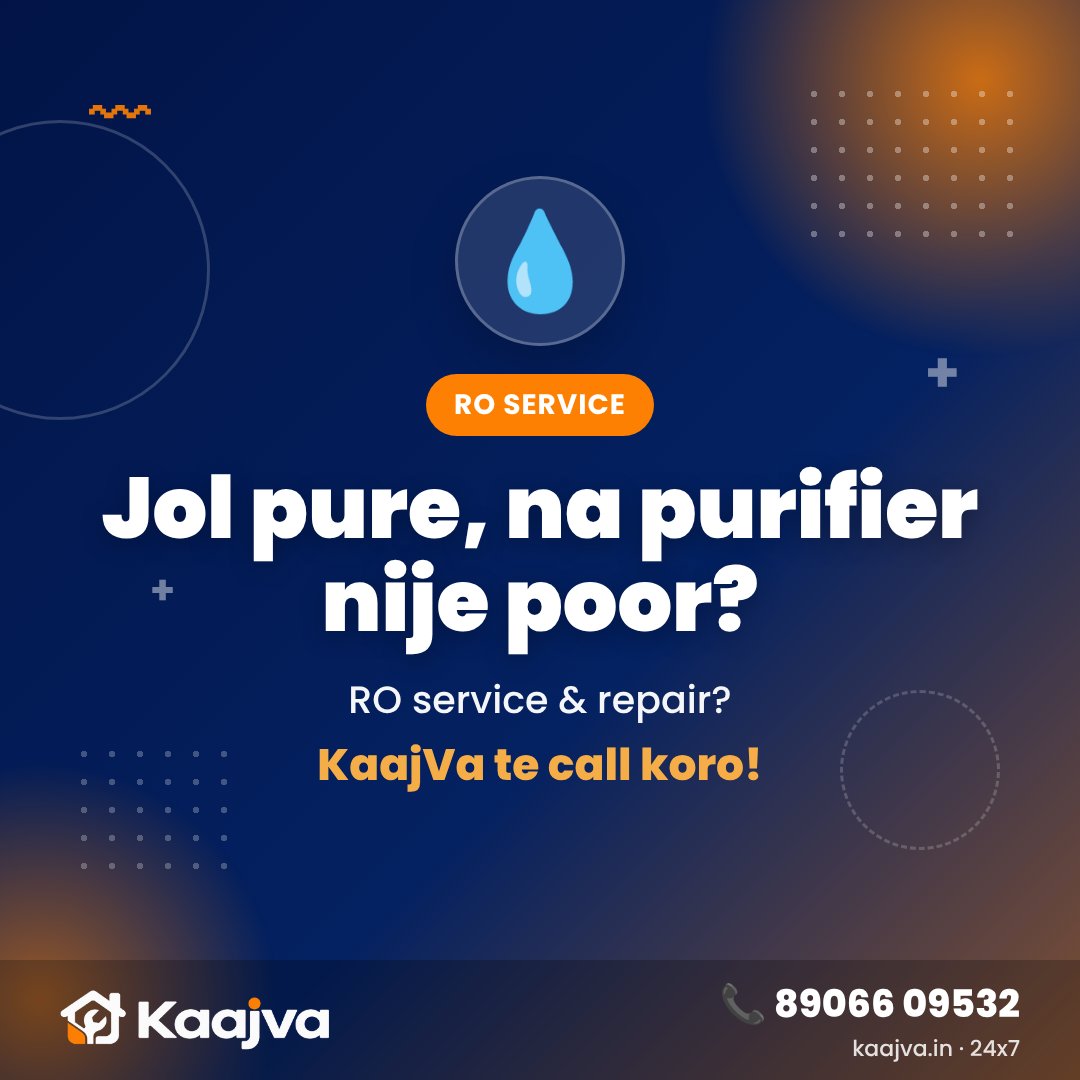 RO SERVICE
Jol pure, na purifier
nije poor?
RO service & repair?
KaajVa te call koro!
Kaajva
89066 09532
kaajva.in · 24x7